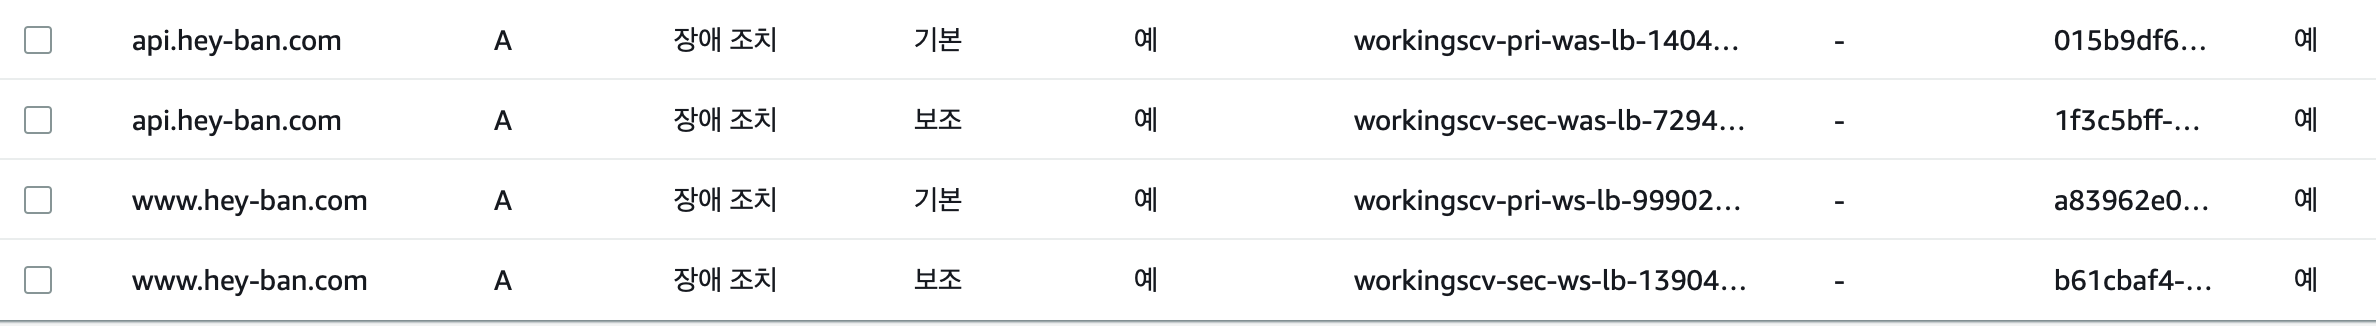 api.hey-ban.com A 장애 조치 기본 예 workingscv-pri-was-lb-1404... - 015b9df6... 예
api.hey-ban.com A 장애 조치 보조 예 workingscv-sec-was-lb-7294... - 1f3c5bff-... 예
www.hey-ban.com A 장애 조치 기본 예 workingscv-pri-ws-lb-99902... - a83962e0... 예
www.hey-ban.com A 장애 조치 보조 예 workingscv-sec-ws-lb-13904... - b61cbaf4-... 예